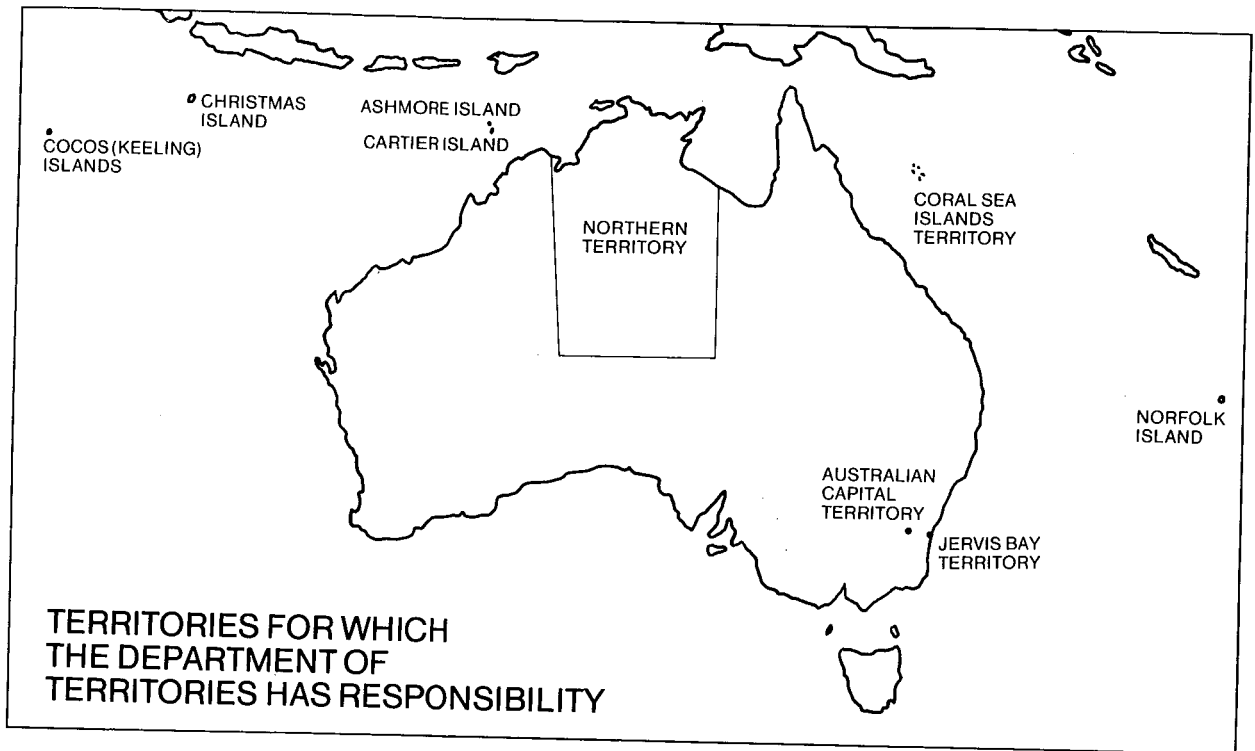 CHRISTMAS
ISLAND
ASHMORE ISLAND
CARTIER ISLAND
COCOS (KEELING)
ISLANDS
NORTHERN
TERRITORY
CORAL SEA
ISLANDS
TERRITORY
NORFOLK
ISLAND
AUSTRALIAN
CAPITAL
TERRITORY
JERVIS BAY
TERRITORY
TERRITORIES FOR WHICH
THE DEPARTMENT OF
TERRITORIES HAS RESPONSIBILITY